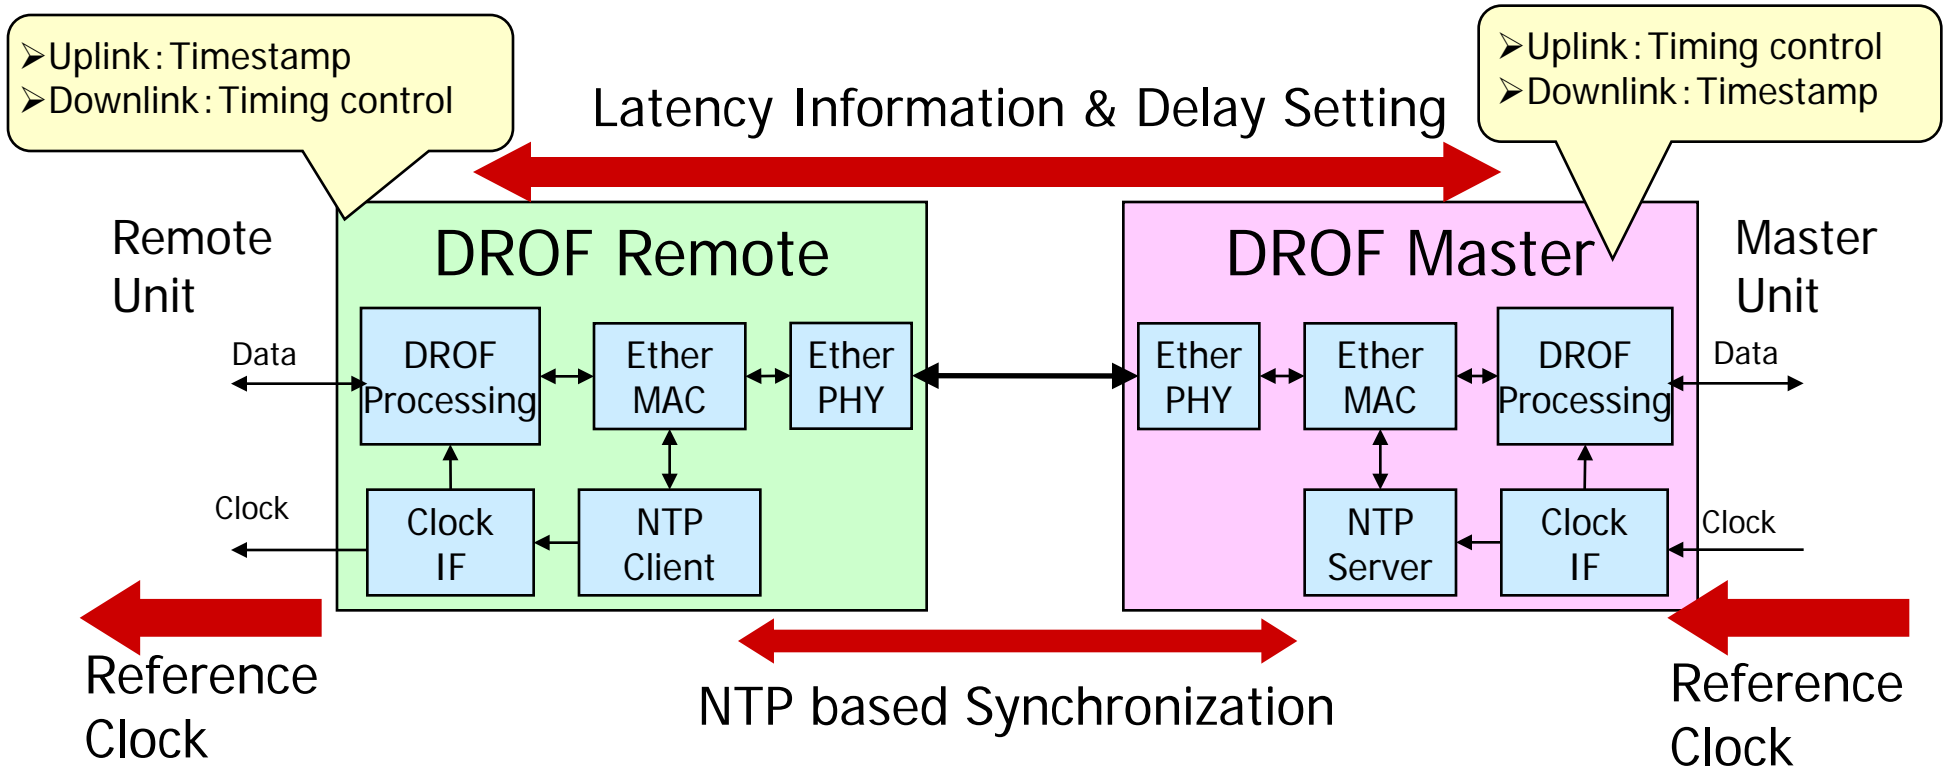 ➢Uplink : Timestamp
➢Downlink : Timing control
➢Uplink : Timing control
➢Downlink : Timestamp
Latency Information & Delay Setting
Remote
Unit
DROF Remote
DROF Master
Master
Unit
Data
DROF
Processing
Ether
MAC
Ether
PHY
Ether
PHY
Ether
MAC
DROF
Processing
Data
Clock
Clock
IF
NTP
Client
NTP
Server
Clock
IF
Clock
Reference
Clock
NTP based Synchronization
Reference
Clock